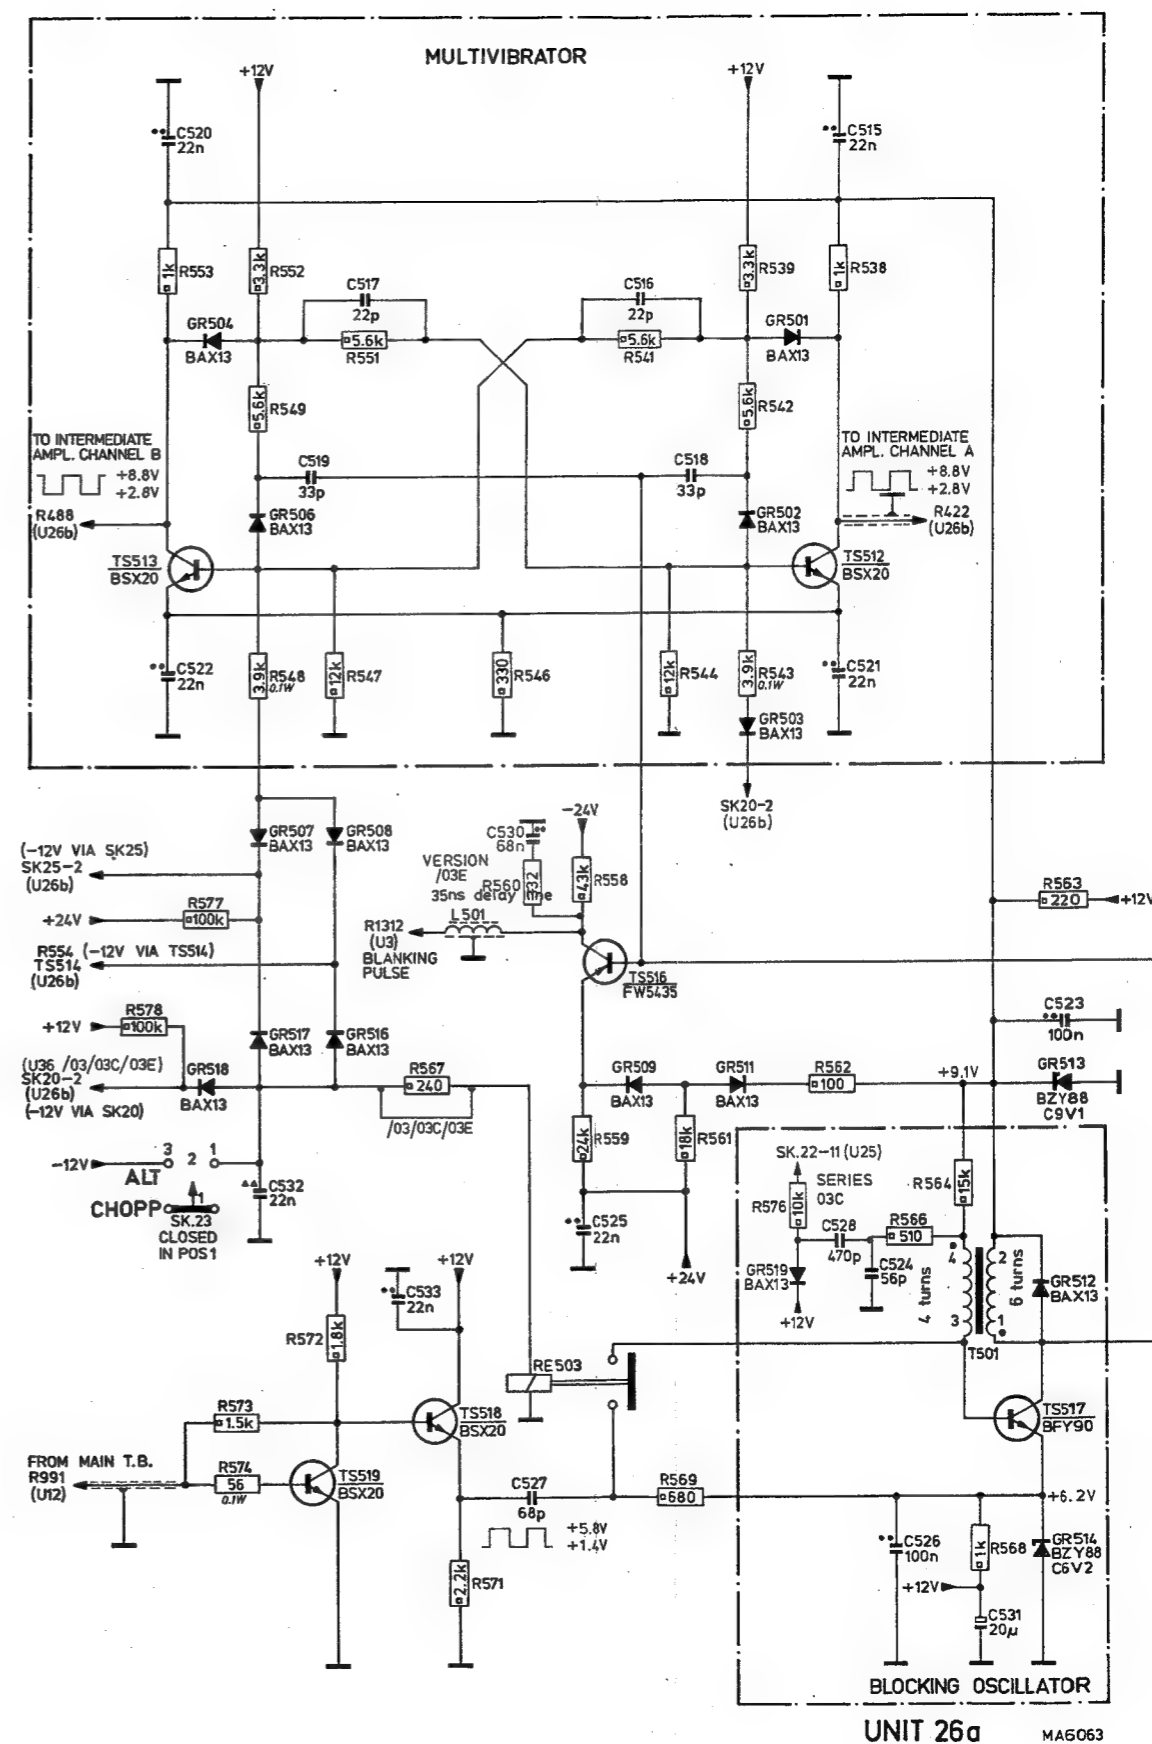 MULTIVIBRATOR
+12V
+12V
C520
22n
C515
22n
1k
R553
3.3k
R552
3.3k
R539
1k
R538
C517
22p
C516
22p
GR504
BAX13
5.6k
R551
5.6k
R541
GR501
BAX13
5.6k
R549
5.6k
R542
TO INTERMEDIATE
AMPL. CHANNEL B
+8.8V
+2.8V
R488
(U26b)
C519
33p
C518
33p
TO INTERMEDIATE
AMPL. CHANNEL A
+8.8V
+2.8V
R422
(U26b)
GR506
BAX13
GR502
BAX13
TS513
BSX20
TS512
BSX20
C522
22n
3.9k
R548
0.1W
12k
R547
330
R546
12k
R544
3.9k
R543
0.1W
C521
22n
GR503
BAX13
SK20-2
(U26b)
-24V
GR507
BAX13
GR508
BAX13
(-12V VIA SK25)
SK25-2
(U26b)
C530
68n
VERSION
/03E
R560
332
35ns delay line
43k
R558
+24V
R577
100k
L501
R1312
(U3)
BLANKING
PULSE
R563
220
+12V
R554 (-12V VIA TS514)
TS514
(U26b)
TS516
FW5435
R578
+12V
100k
GR517
BAX13
GR516
BAX13
C523
100n
(U36 /03/03C/03E)
SK20-2
(U26b)
(-12V VIA SK20)
GR518
BAX13
R567
240
/03/03C/03E
GR509
BAX13
GR511
BAX13
R562
100
+9.1V
GR513
BZY88
C9V1
24k
R559
18k
R561
-12V
3 2 1
ALT
CHOPP
1
SK.23
CLOSED
IN POS1
C532
22n
C525
22n
+24V
SK.22-11 (U25)
R576
10k
SERIES
03C
R564
15k
C528
470p
R566
510
GR519
BAX13
+12V
C524
56p
4
4 turns
3
2
6 turns
1
T501
GR512
BAX13
+12V
+12V
C533
22n
R572
1.8k
RE503
R573
1.5k
TS518
BSX20
TS517
BFY90
FROM MAIN T.B.
R991
(U12)
R574
56
0.1W
TS519
BSX20
C527
68p
+5.8V
+1.4V
R569
680
+6.2V
2.2k
R571
C526
100n
1k
R568
GR514
BZY88
C6V2
+12V
C531
20µ
BLOCKING OSCILLATOR
UNIT 26a
MA6063